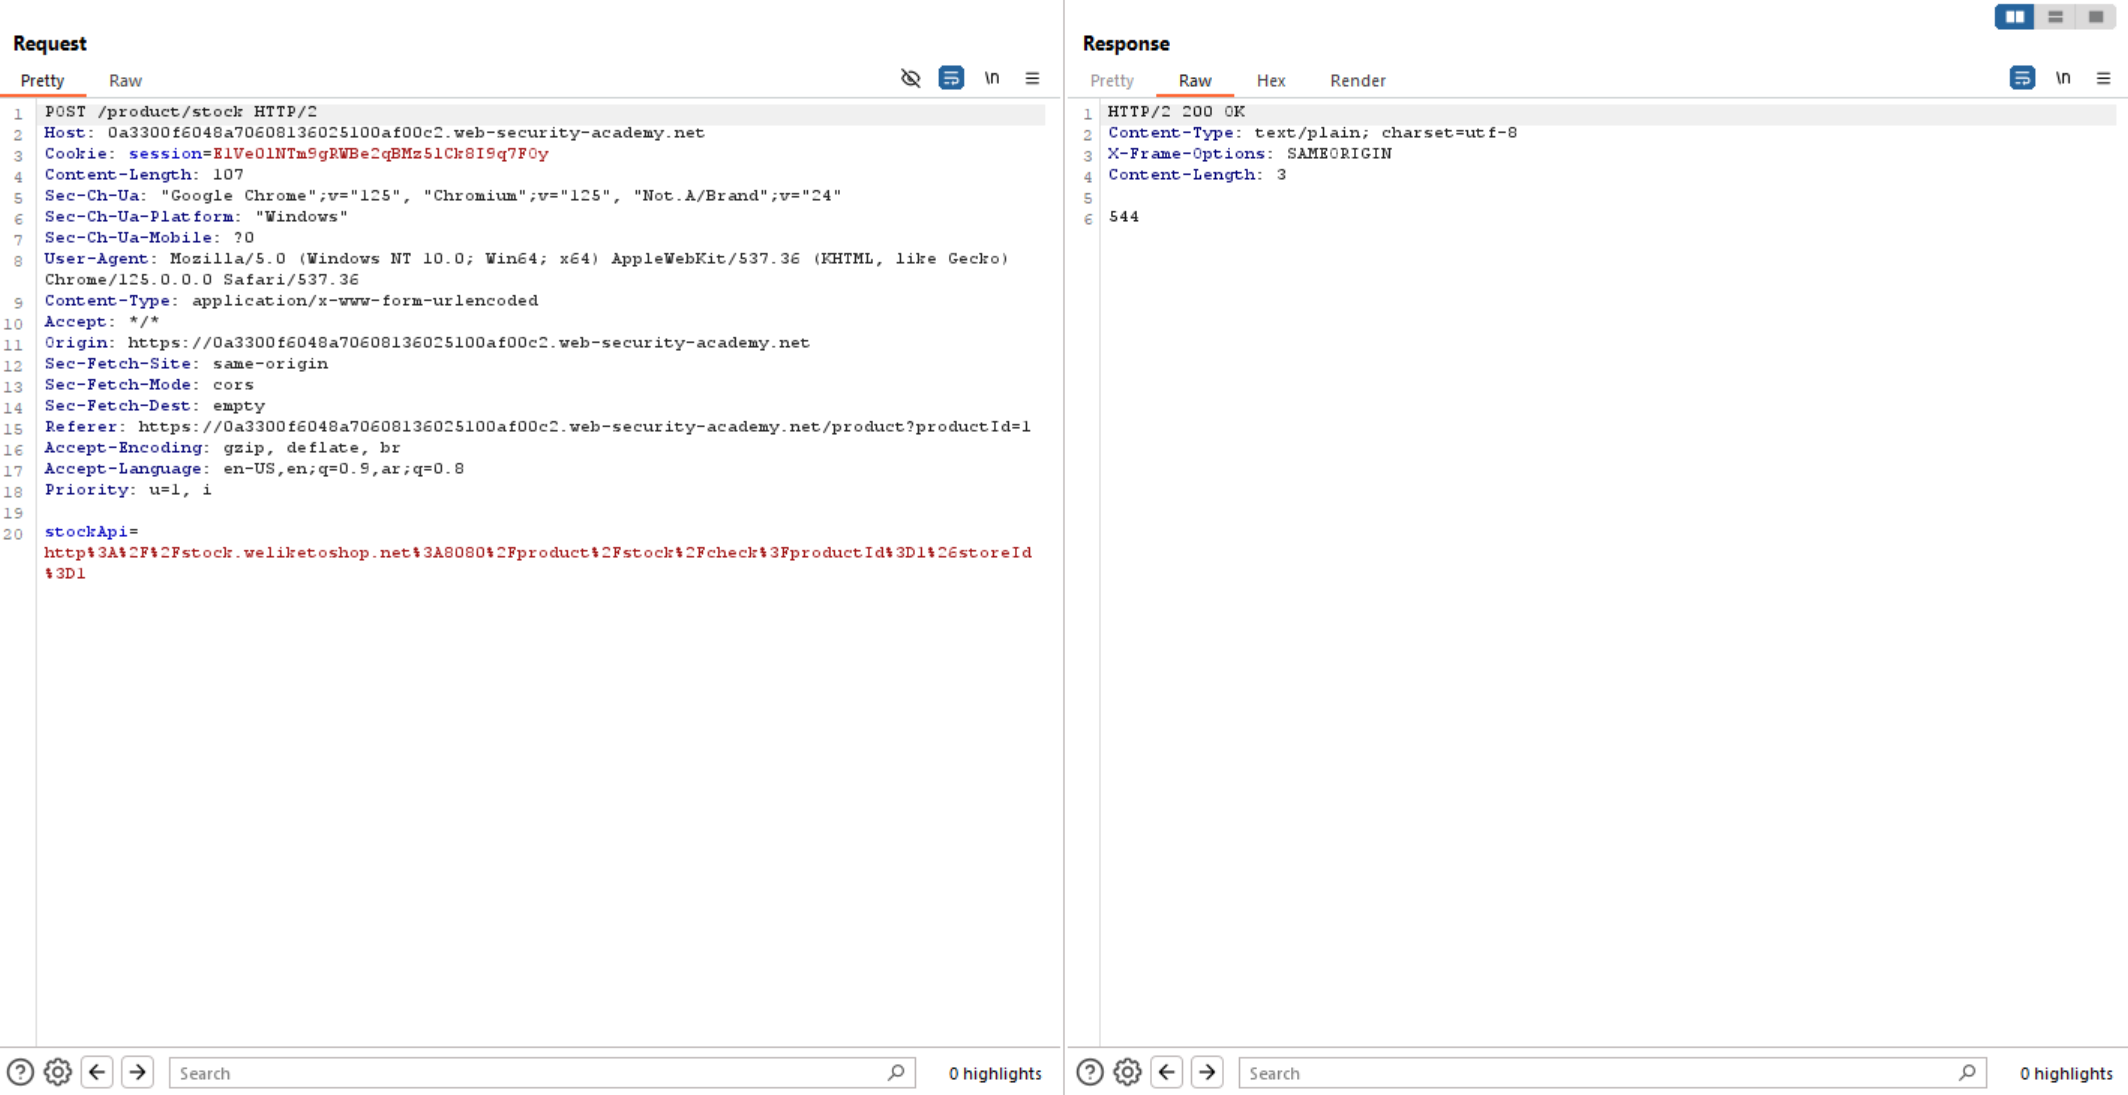 Request
Pretty Raw \n
1 POST /product/stock HTTP/2
2 Host: 0a3300f6048a70608136025100af00c2.web-security-academy.net
3 Cookie: session=E1Ve01NTm9gRWBe2qBMz51Ck8I9q7F0y
4 Content-Length: 107
5 Sec-Ch-Ua: "Google Chrome";v="125", "Chromium";v="125", "Not.A/Brand";v="24"
6 Sec-Ch-Ua-Platform: "Windows"
7 Sec-Ch-Ua-Mobile: ?0
8 User-Agent: Mozilla/5.0 (Windows NT 10.0; Win64; x64) AppleWebKit/537.36 (KHTML, like Gecko)
Chrome/125.0.0.0 Safari/537.36
9 Content-Type: application/x-www-form-urlencoded
10 Accept: */*
11 Origin: https://0a3300f6048a70608136025100af00c2.web-security-academy.net
12 Sec-Fetch-Site: same-origin
13 Sec-Fetch-Mode: cors
14 Sec-Fetch-Dest: empty
15 Referer: https://0a3300f6048a70608136025100af00c2.web-security-academy.net/product?productId=1
16 Accept-Encoding: gzip, deflate, br
17 Accept-Language: en-US,en;q=0.9,ar;q=0.8
18 Priority: u=1, i
19
20 stockApi=
http%3A%2F%2Fstock.weliketoshop.net%3A8080%2Fproduct%2Fstock%2Fcheck%3FproductId%3D1%26storeId
%3D1
Search 0 highlights
Response
Pretty Raw Hex Render \n
1 HTTP/2 200 OK
2 Content-Type: text/plain; charset=utf-8
3 X-Frame-Options: SAMEORIGIN
4 Content-Length: 3
5
6 544
Search 0 highlights